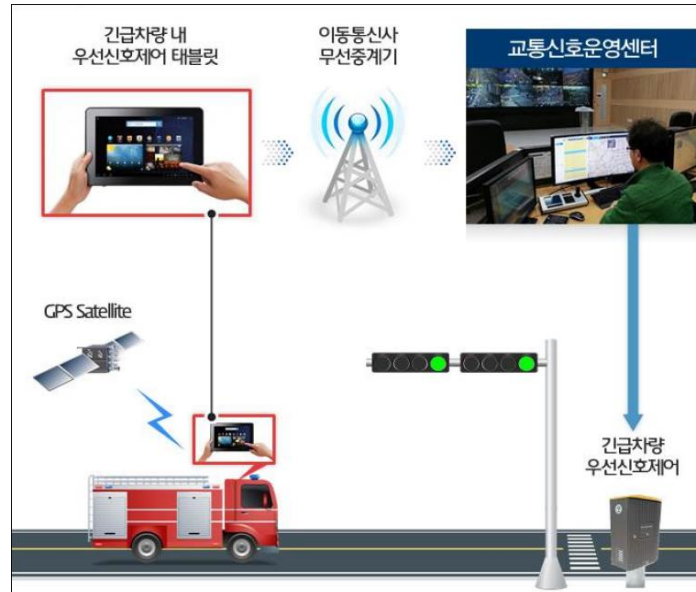 긴급차량 내
우선신호제어 태블릿
이동통신사
무선중계기
교통신호운영센터
GPS Satellite
긴급차량
우선신호제어